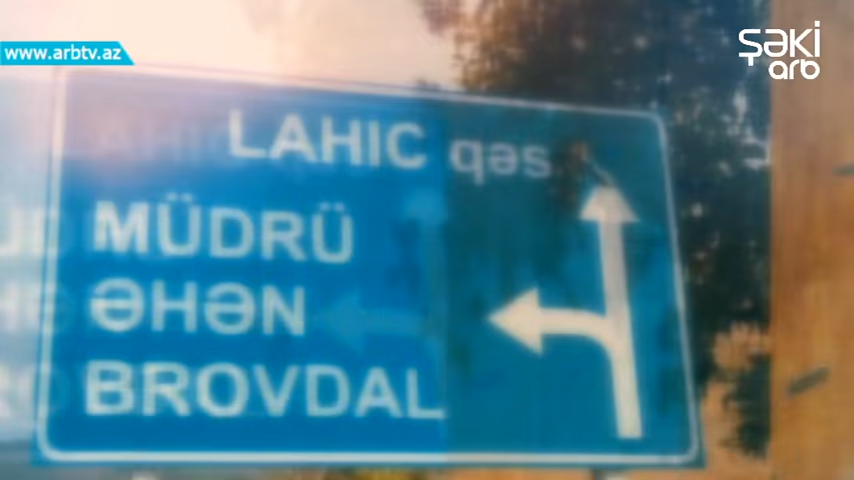 www.arbtv.az
ŞƏKİ
arb
LAHIC qəs
MÜDRÜ
ƏHƏN
BROVDAL